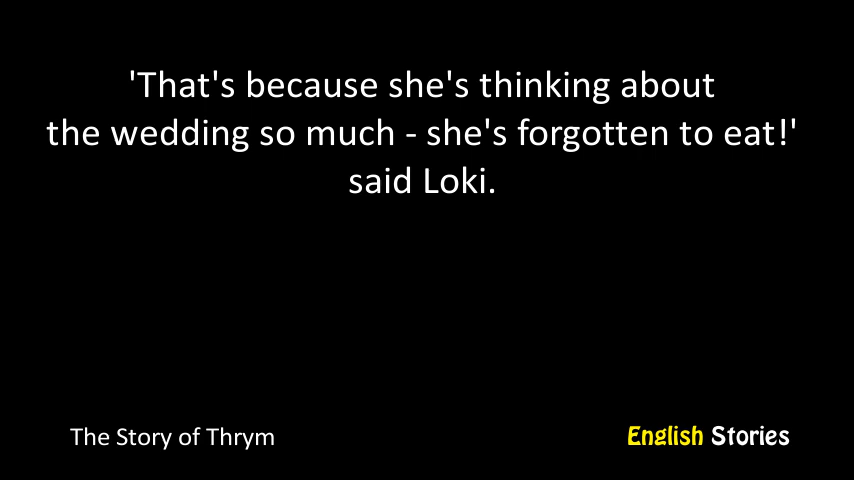 'That's because she's thinking about
the wedding so much - she's forgotten to eat!'
said Loki.
The Story of Thrym
English Stories